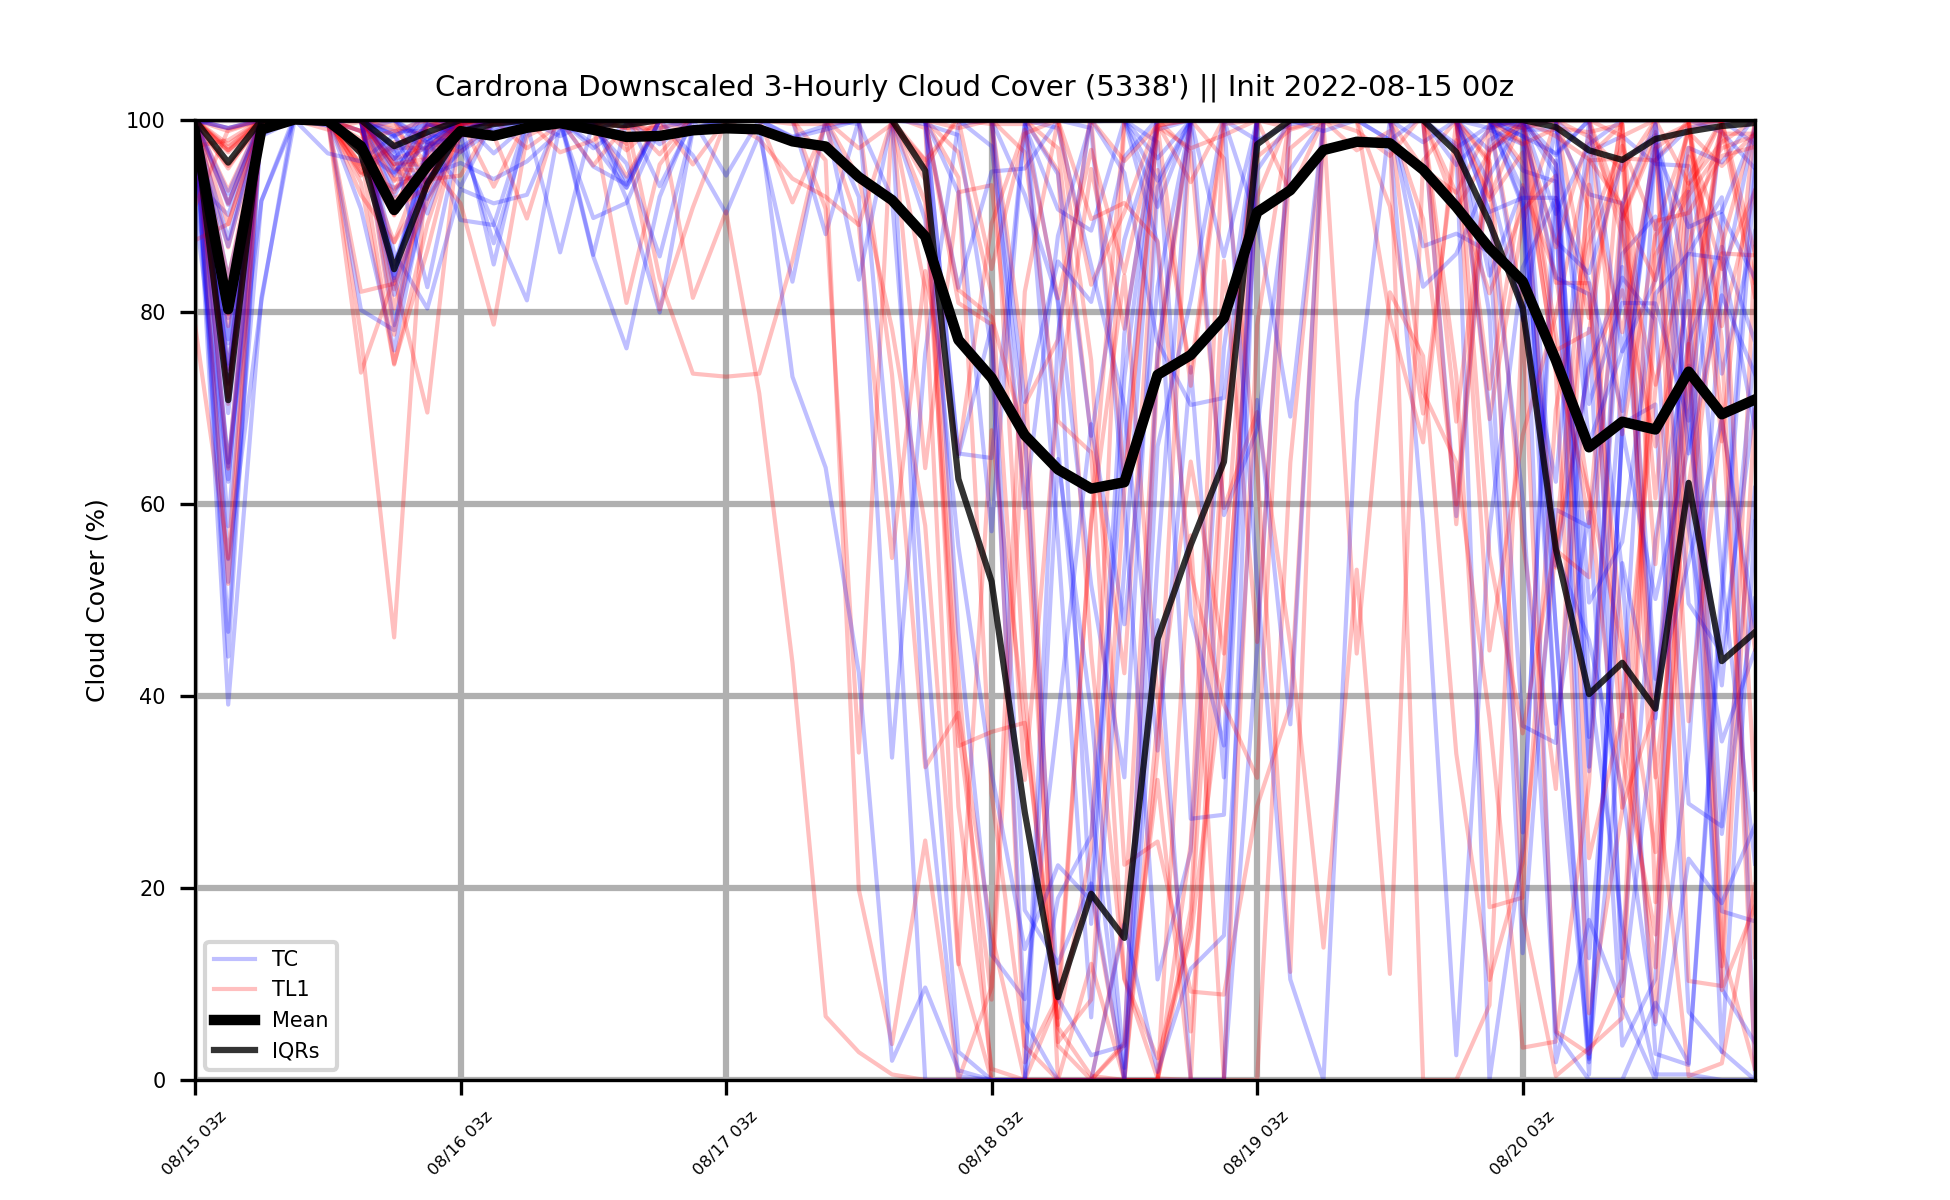 Cardrona Downscaled 3-Hourly Cloud Cover (5338') || Init 2022-08-15 00z
Cloud Cover (%)
100
80
60
40
20
0
TC
TL1
Mean
IQRs
08/15 03z
08/16 03z
08/17 03z
08/18 03z
08/19 03z
08/20 03z